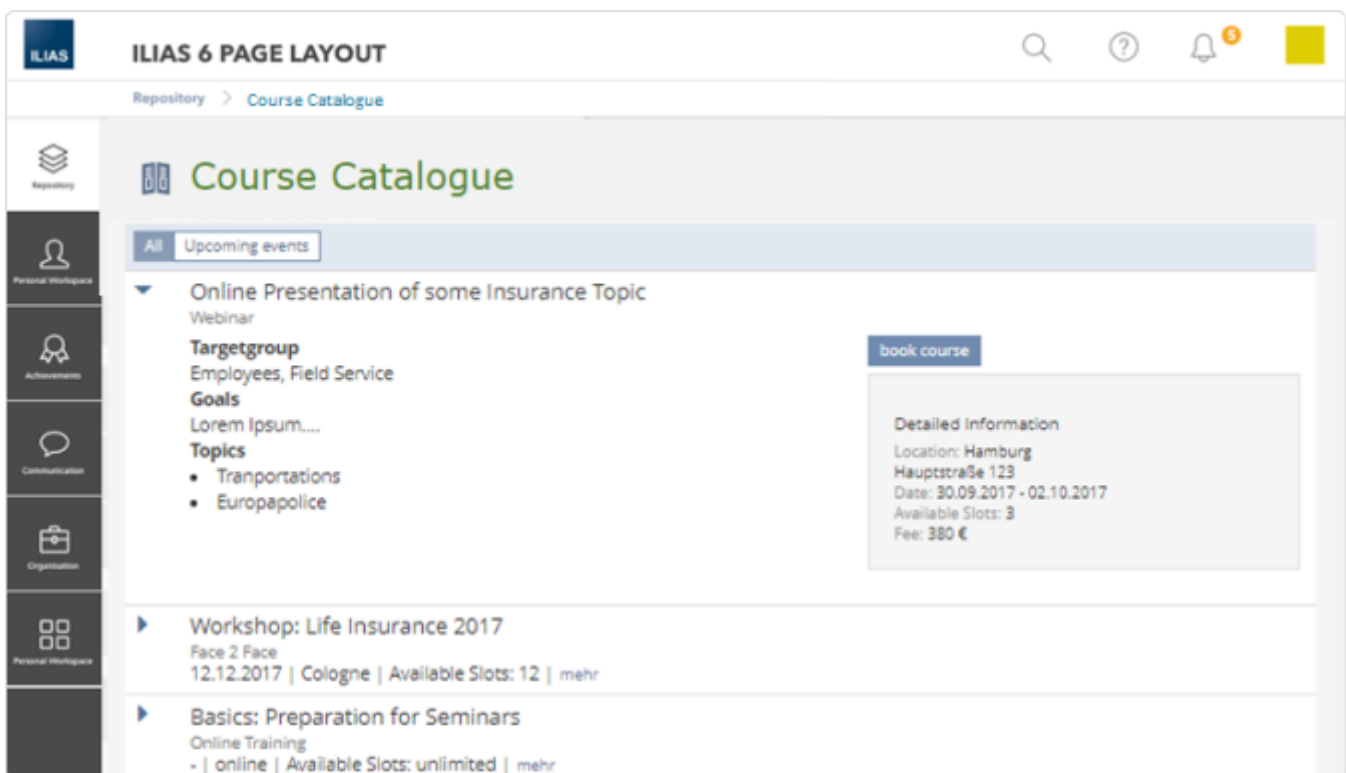 ILIAS
ILIAS 6 PAGE LAYOUT
5
Repository > Course Catalogue
Repository
Course Catalogue
Personal Workspace
All Upcoming events
Online Presentation of some Insurance Topic
Webinar
Targetgroup
book course
Employees, Field Service
Achievements
Goals
Lorem Ipsum....
Detailed Information
Topics
Location: Hamburg
• Tranportations
Hauptstraße 123
Communication
Date: 30.09.2017 - 02.10.2017
• Europapolice
Available Slots: 3
Fee: 380 €
Organisation
Workshop: Life Insurance 2017
Face 2 Face
Personal Workspace
12.12.2017 | Cologne | Available Slots: 12 | mehr
Basics: Preparation for Seminars
Online Training
- | online | Available Slots: unlimited | mehr